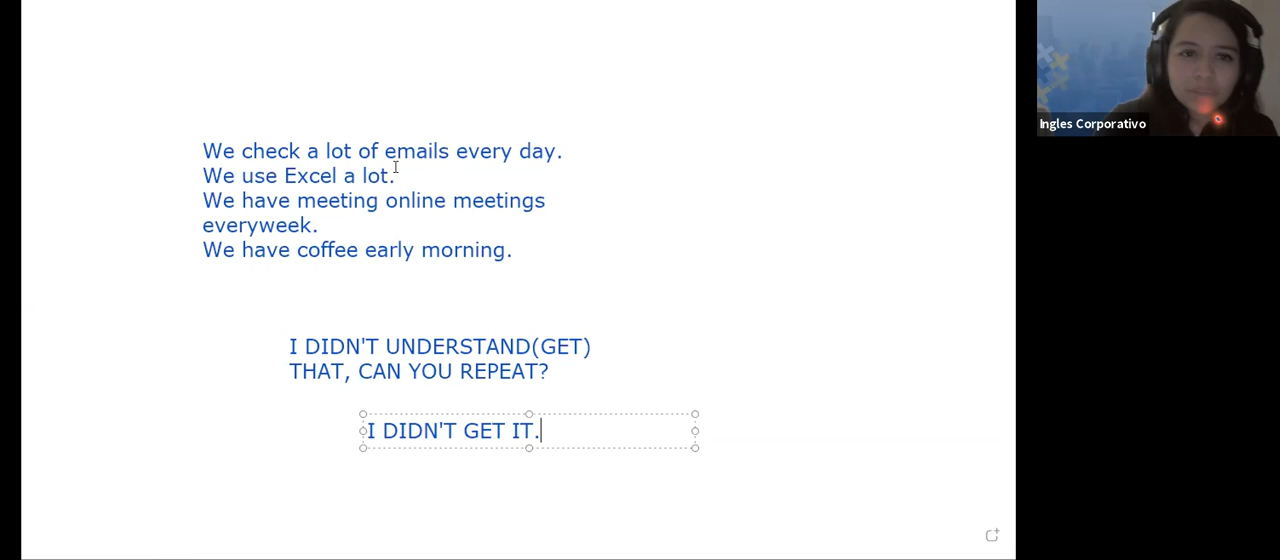 We check a lot of emails every day.
We use Excel a lot.
We have meeting online meetings
everyweek.
We have coffee early morning.
I DIDN'T UNDERSTAND(GET)
THAT, CAN YOU REPEAT?
I DIDN'T GET IT.
Ingles Corporativo